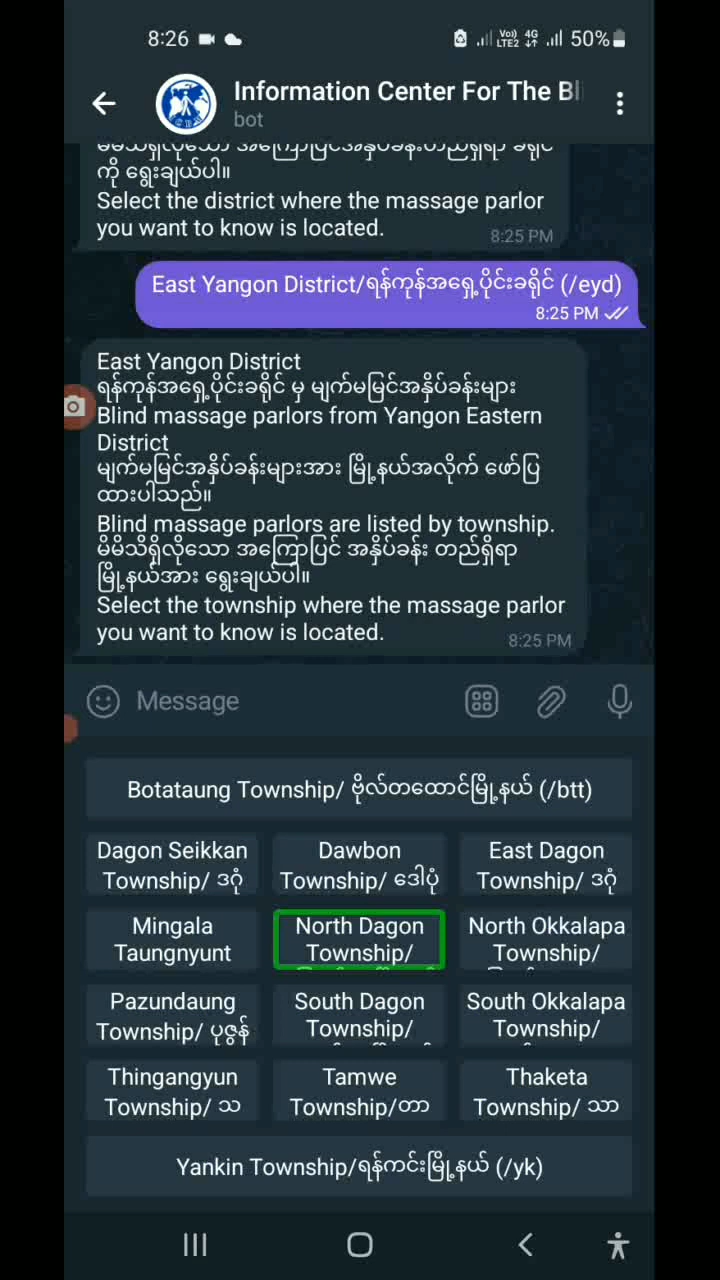 8:26
Vo)) LTE2 4G 50%
Information Center For The Bl
bot
ကို ရွေးချယ်ပါ။
Select the district where the massage parlor
you want to know is located.
8:25 PM
East Yangon District/ရန်ကုန်အရှေ့ပိုင်းခရိုင် (/eyd)
8:25 PM
East Yangon District
ရန်ကုန်အရှေ့ပိုင်းခရိုင် မှ မျက်မမြင်အနှိပ်ခန်းများ
Blind massage parlors from Yangon Eastern
District
မျက်မမြင်အနှိပ်ခန်းများအား မြို့နယ်အလိုက် ဖော်ပြ
ထားပါသည်။
Blind massage parlors are listed by township.
မိမိသိရှိလိုသော အကြောပြင် အနှိပ်ခန်း တည်ရှိရာ
မြို့နယ်အား ရွေးချယ်ပါ။
Select the township where the massage parlor
you want to know is located.
8:25 PM
Message
Botataung Township/ ဗိုလ်တထောင်မြို့နယ် (/btt)
Dagon Seikkan
Township/ ဒဂုံ
Dawbon
Township/ ဒေါပုံ
East Dagon
Township/ ဒဂုံ
Mingala
Taungnyunt
North Dagon
Township/
North Okkalapa
Township/
Pazundaung
Township/ ပုဇွန်
South Dagon
Township/
South Okkalapa
Township/
Thingangyun
Township/ သ
Tamwe
Township/တာ
Thaketa
Township/ သာ
Yankin Township/ရန်ကင်းမြို့နယ် (/yk)